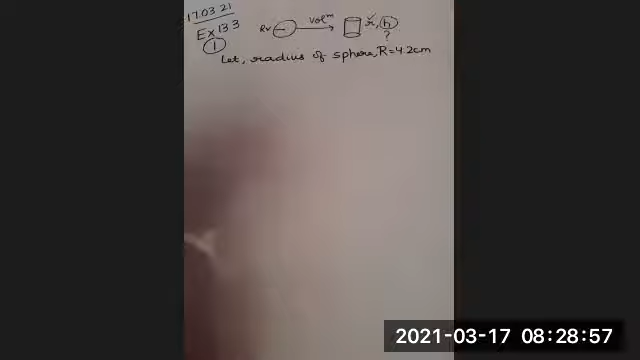 17.03 21
Ex 13 3
1
R✓ → volᵐ r✓, h
?
Let, radius of sphere, R=4.2cm
2021-03-17 08:28:57